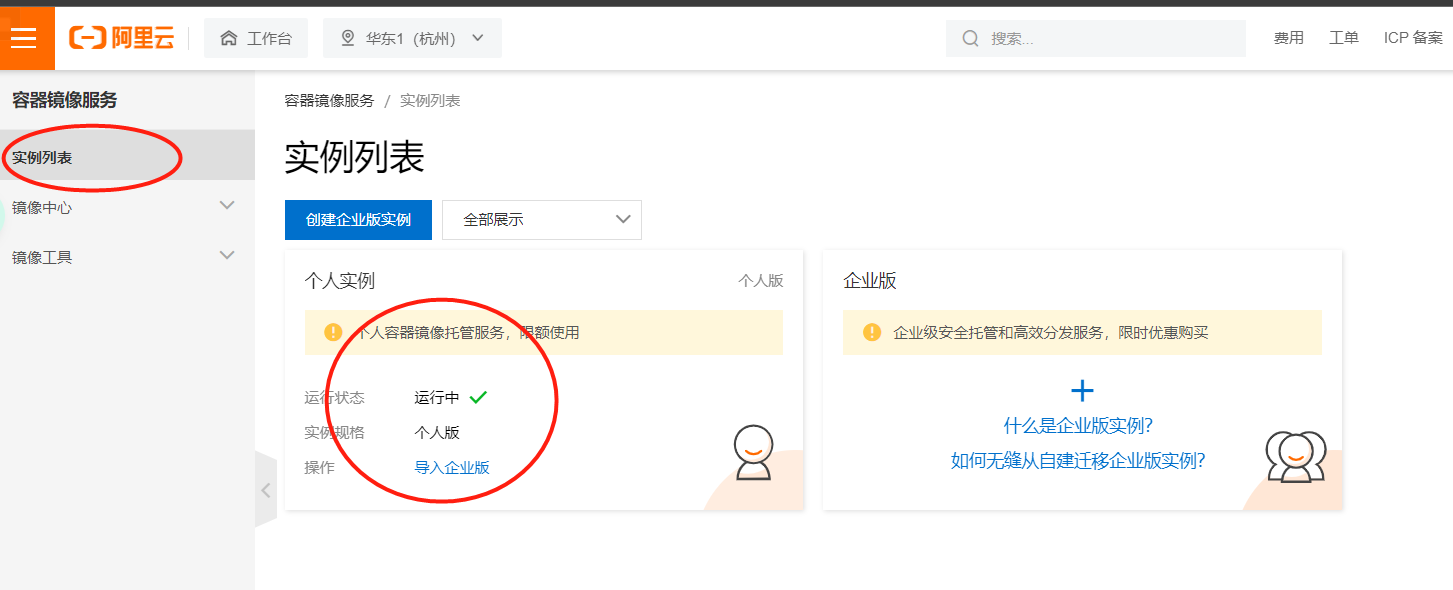 阿里云
工作台
华东1（杭州）
搜索...
费用
工单
ICP 备案
容器镜像服务
实例列表
镜像中心
镜像工具
容器镜像服务 / 实例列表
实例列表
创建企业版实例
全部展示
个人实例
个人版
个人容器镜像托管服务，限额使用
运行状态
运行中
实例规格
个人版
操作
导入企业版
企业版
企业级安全托管和高效分发服务，限时优惠购买
什么是企业版实例?
如何无缝从自建迁移企业版实例?